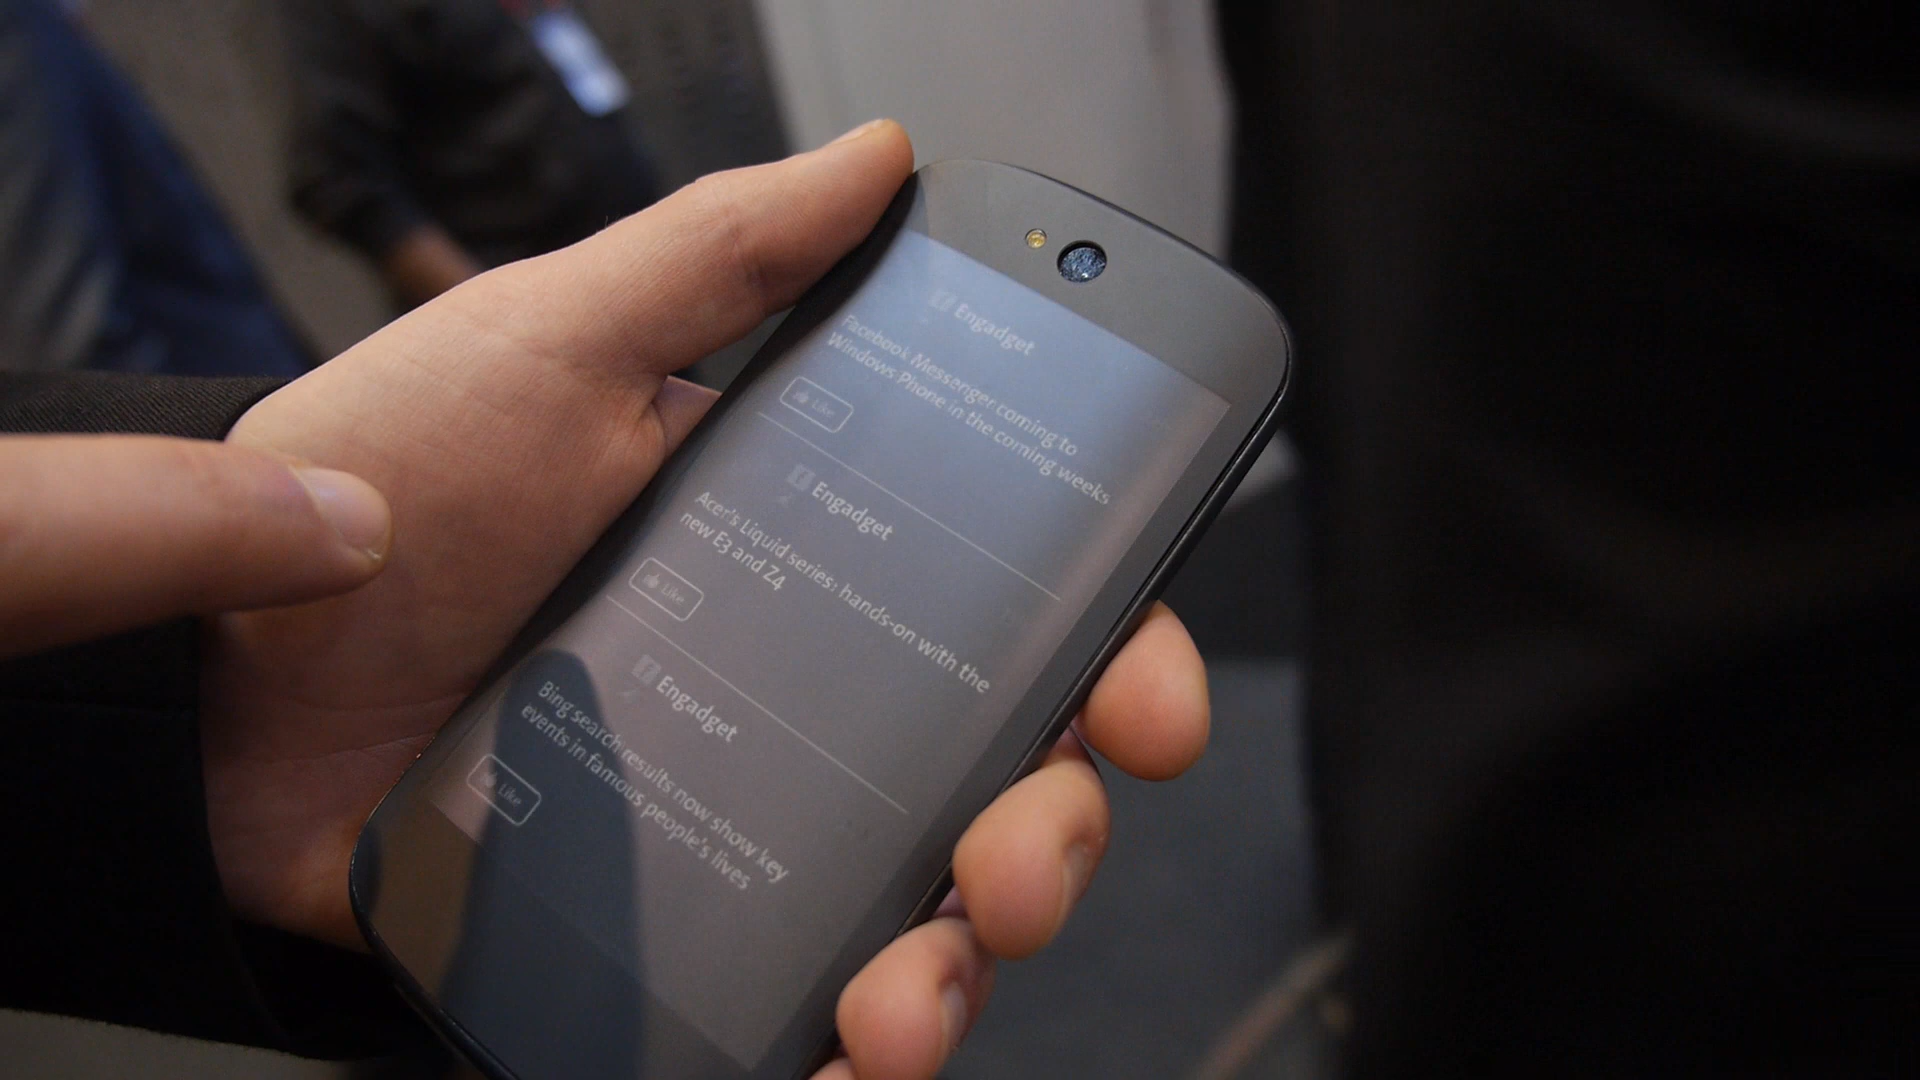 Engadget
Facebook Messenger coming to
Windows Phone in the coming weeks
Like
Engadget
Acer's Liquid series: hands-on with the
new E3 and Z4
Like
Engadget
Bing search results now show key
events in famous people's lives
Like